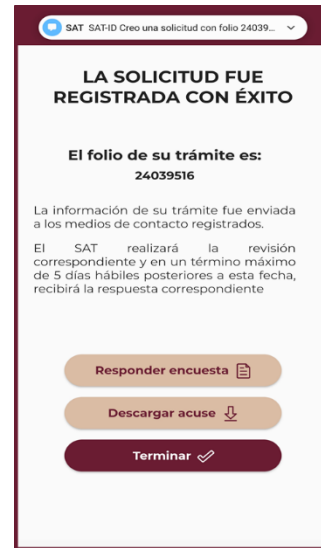 SAT SAT-ID Creo una solicitud con folio 24039...
LA SOLICITUD FUE
REGISTRADA CON ÉXITO
El folio de su trámite es:
24039516
La información de su trámite fue enviada
a los medios de contacto registrados.
El SAT realizará la revisión
correspondiente y en un término máximo
de 5 días hábiles posteriores a esta fecha,
recibirá la respuesta correspondiente
Responder encuesta
Descargar acuse
Terminar